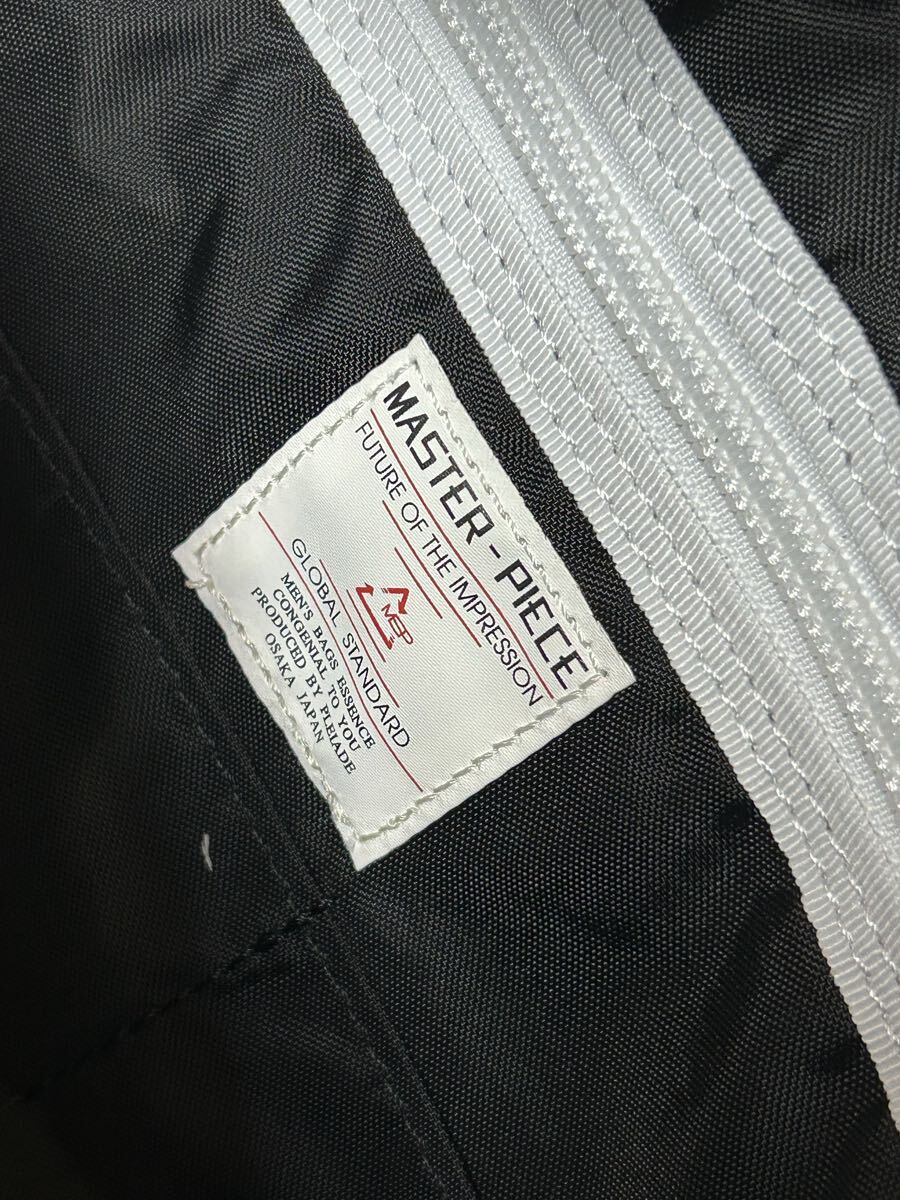 MASTER-PIECE
FUTURE OF THE IMPRESSION
MSP
GLOBAL STANDARD
MEN'S BAGS ESSENCE
CONGENIAL TO YOU
PRODUCED BY PLEIADE
OSAKA JAPAN